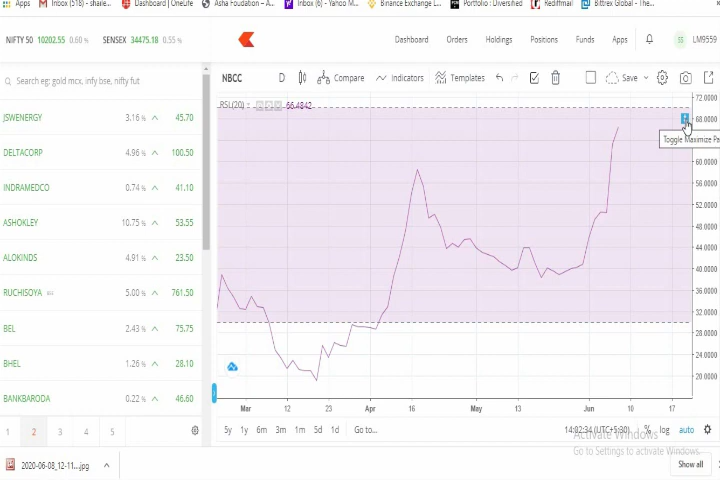 Apps Inbox (518) - sharie... Dashboard | OneLife Asha Foudation – A... Inbox (6) - Yahoo M... Binance Exchange L... Portfolio : Diversified Rediffmail Bittrex Global - The...
NIFTY 50 10202.55 0.60 % SENSEX 34475.18 0.55 % Dashboard Orders Holdings Positions Funds Apps LM9559
Search eg: gold mcx, infy bse, nifty fut NBCC D Compare Indicators Templates Save
JSWENERGY 3.16 % 45.70
DELTACORP 4.96 % 100.50
INDRAMEDCO 0.74 % 41.10
ASHOKLEY 10.75 % 53.55
ALOKINDS 4.91 % 23.50
RUCHISOYA 5.00 % 761.50
BEL 2.43 % 75.75
BHEL 1.26 % 28.10
BANKBARODA 0.22 % 46.60
1 2 3 4 5
RSI (20) 66.4842
Toggle Maximize Pa
72.0000
68.0000
60.0000
56.0000
52.0000
48.0000
44.0000
40.0000
36.0000
32.0000
28.0000
24.0000
20.0000
Mar 12 23 Apr 16 May 13 Jun 10 17
5y 1y 6m 3m 1m 5d 1d Go to... 14:02:34 (UTC+5:30) % log auto
Activate Windows
Go to Settings to activate Windows.
2020-06-08_12-11....jpg Show all